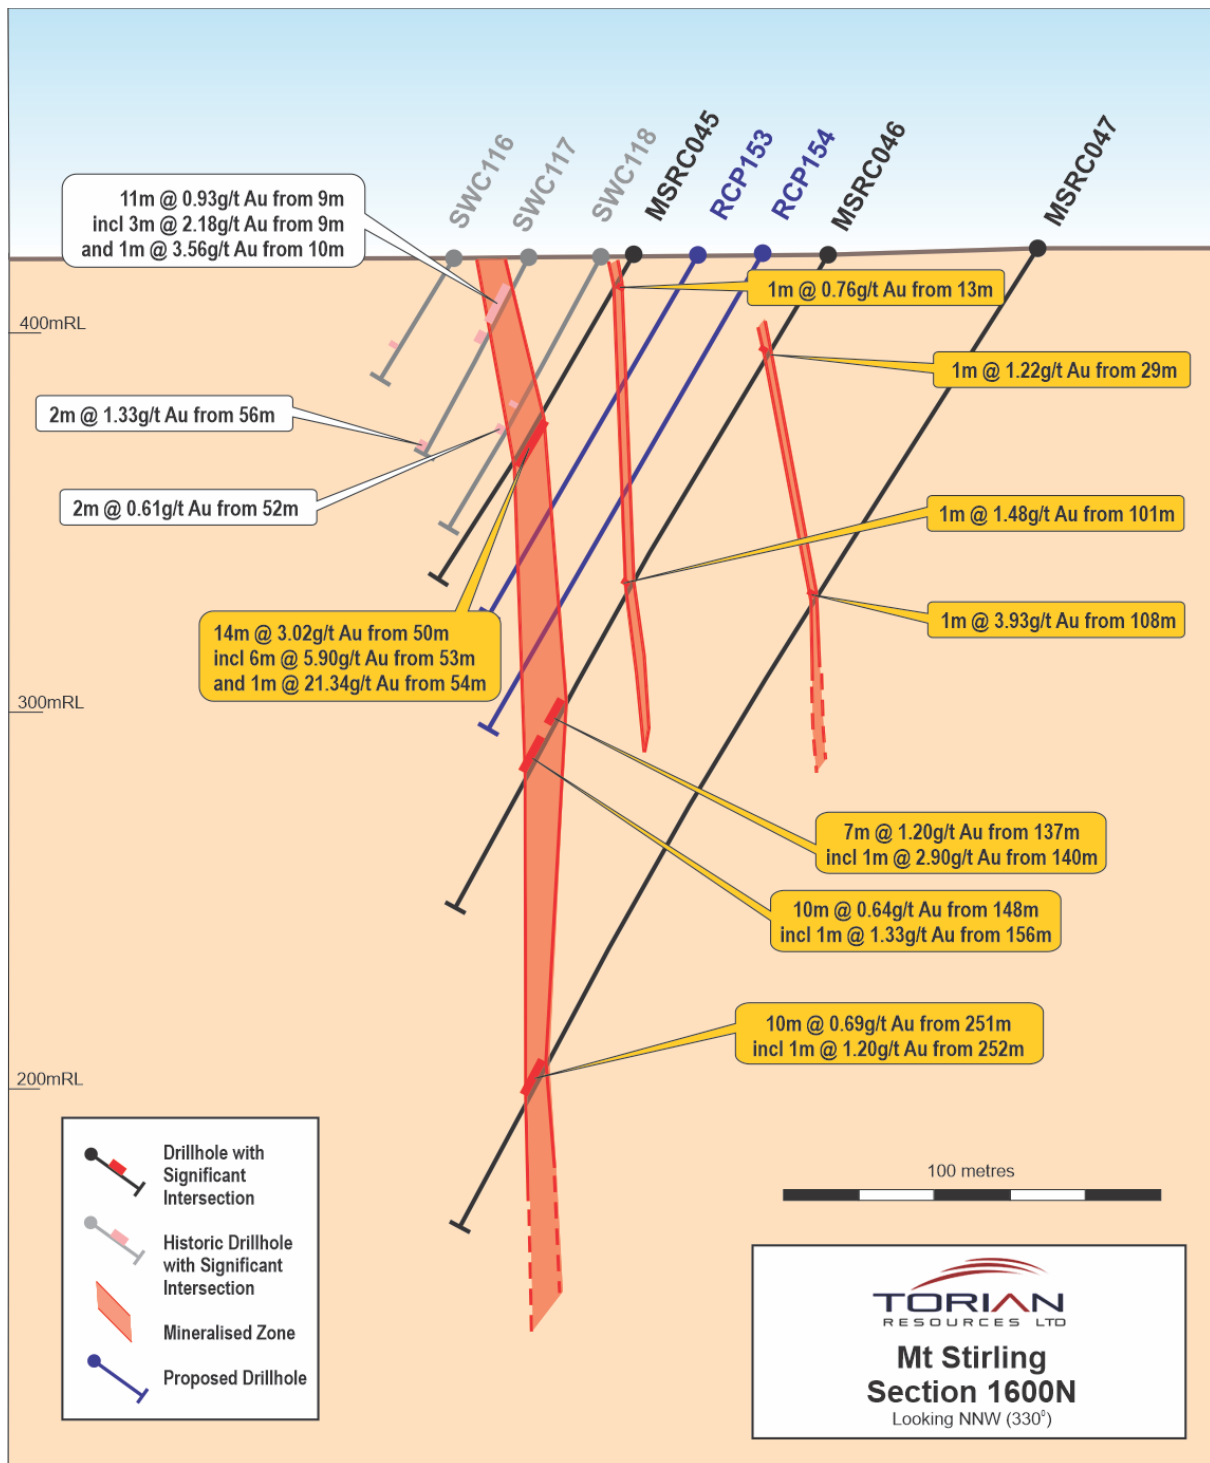 SWC116
SWC117
SWC118
MSRC045
RCP153
RCP154
MSRC046
MSRC047
11m @ 0.93g/t Au from 9m
incl 3m @ 2.18g/t Au from 9m
and 1m @ 3.56g/t Au from 10m
1m @ 0.76g/t Au from 13m
400mRL
1m @ 1.22g/t Au from 29m
2m @ 1.33g/t Au from 56m
2m @ 0.61g/t Au from 52m
1m @ 1.48g/t Au from 101m
1m @ 3.93g/t Au from 108m
14m @ 3.02g/t Au from 50m
incl 6m @ 5.90g/t Au from 53m
and 1m @ 21.34g/t Au from 54m
300mRL
7m @ 1.20g/t Au from 137m
incl 1m @ 2.90g/t Au from 140m
10m @ 0.64g/t Au from 148m
incl 1m @ 1.33g/t Au from 156m
10m @ 0.69g/t Au from 251m
incl 1m @ 1.20g/t Au from 252m
200mRL
Drillhole with
Significant
Intersection
Historic Drillhole
with Significant
Intersection
Mineralised Zone
Proposed Drillhole
100 metres
TORIAN
RESOURCES LTD
Mt Stirling
Section 1600N
Looking NNW (330⁰)